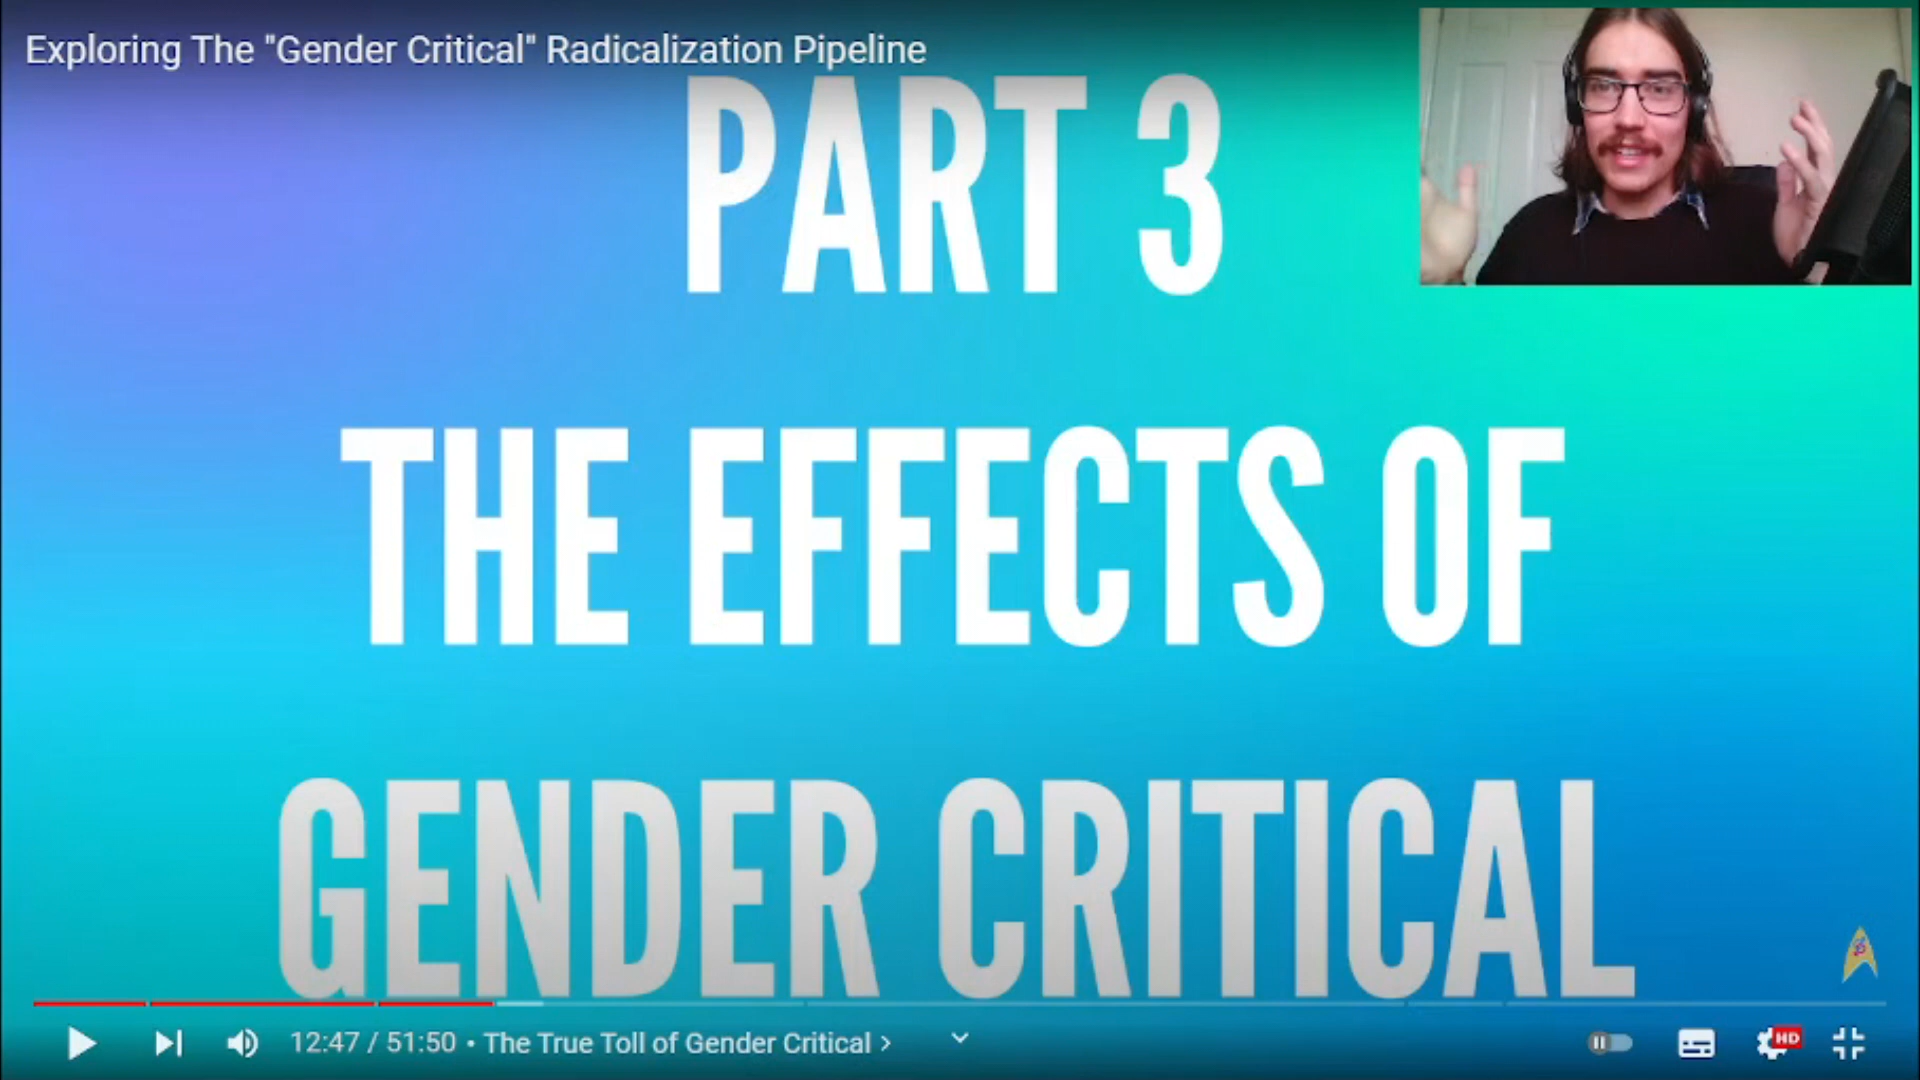 Exploring The "Gender Critical" Radicalization Pipeline
PART 3
THE EFFECTS OF
GENDER CRITICAL
12:47 / 51:50 • The True Toll of Gender Critical >
HD